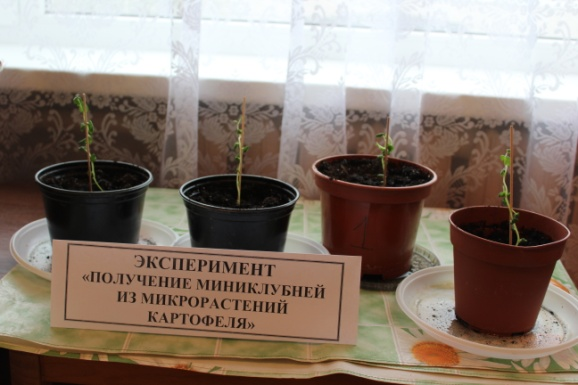 ЭКСПЕРИМЕНТ
«ПОЛУЧЕНИЕ МИНИКЛУБНЕЙ
ИЗ МИКРОРАСТЕНИЙ
КАРТОФЕЛЯ»